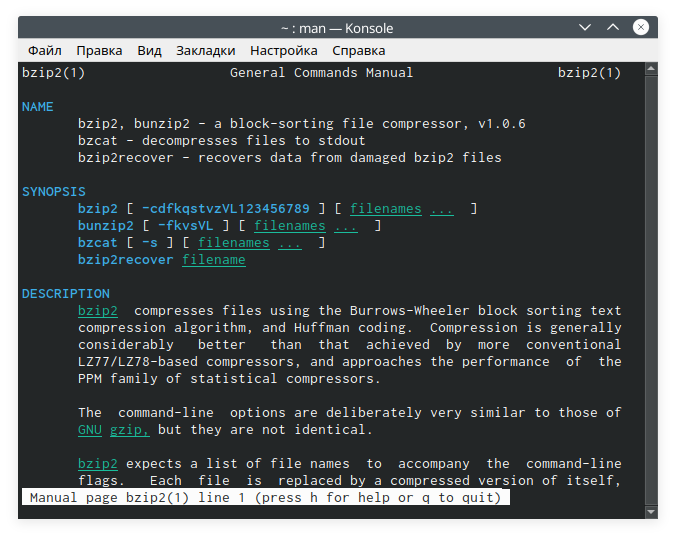 ~ : man — Konsole
Файл Правка Вид Закладки Настройка Справка
bzip2(1) General Commands Manual bzip2(1)
NAME
bzip2, bunzip2 - a block-sorting file compressor, v1.0.6
bzcat - decompresses files to stdout
bzip2recover - recovers data from damaged bzip2 files
SYNOPSIS
bzip2 [ -cdfkqstvzVL123456789 ] [ filenames ... ]
bunzip2 [ -fkvsVL ] [ filenames ... ]
bzcat [ -s ] [ filenames ... ]
bzip2recover filename
DESCRIPTION
bzip2 compresses files using the Burrows-Wheeler block sorting text
compression algorithm, and Huffman coding. Compression is generally
considerably better than that achieved by more conventional
LZ77/LZ78-based compressors, and approaches the performance of the
PPM family of statistical compressors.
The command-line options are deliberately very similar to those of
GNU gzip, but they are not identical.
bzip2 expects a list of file names to accompany the command-line
flags. Each file is replaced by a compressed version of itself,
Manual page bzip2(1) line 1 (press h for help or q to quit)